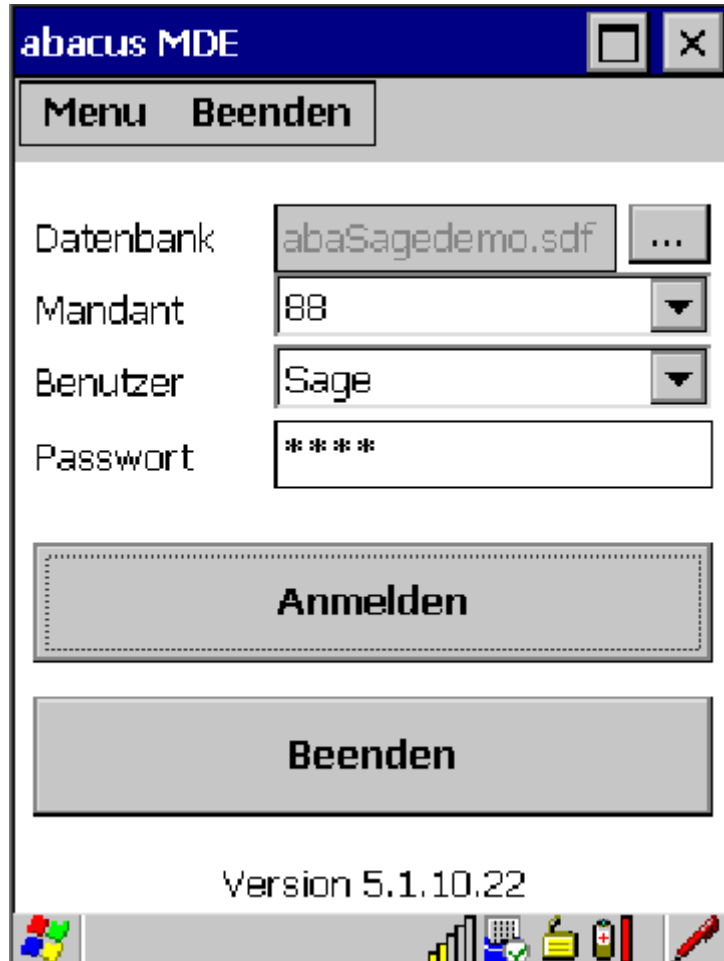 abacus MDE
Menu Beenden
Datenbank abaSagedemo.sdf ...
Mandant 88
Benutzer Sage
Passwort ****
Anmelden
Beenden
Version 5.1.10.22